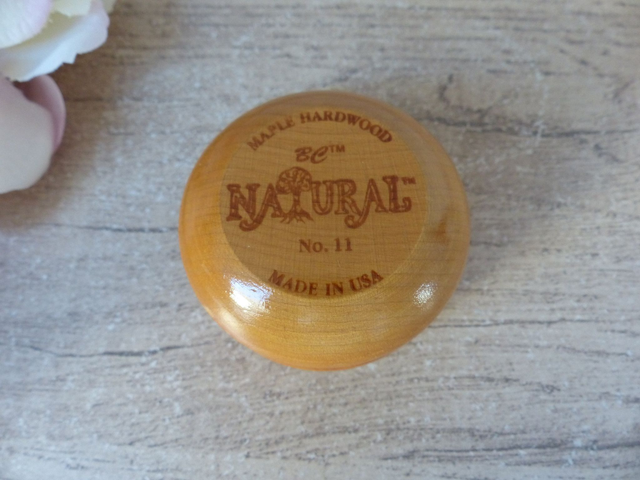 MAPLE HARDWOOD
BC™
NATURAL™
No. 11
MADE IN USA